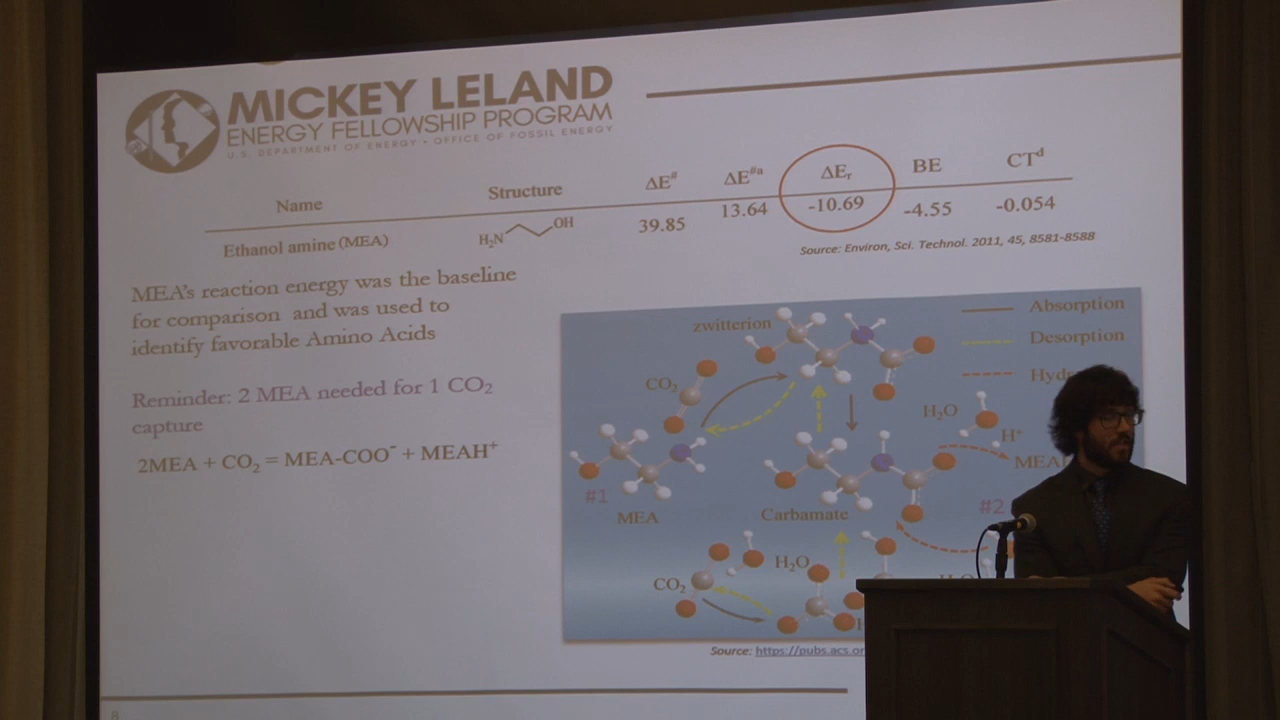 MICKEY LELAND
ENERGY FELLOWSHIP PROGRAM
U.S. DEPARTMENT OF ENERGY • OFFICE OF FOSSIL ENERGY
Name Structure ΔE# ΔE#a ΔEr BE CTd
Ethanol amine (MEA) H2N OH 39.85 13.64 -10.69 -4.55 -0.054
Source: Environ, Sci. Technol. 2011, 45, 8581-8588
MEA's reaction energy was the baseline
for comparison and was used to
identify favorable Amino Acids
Reminder: 2 MEA needed for 1 CO2
capture
2MEA + CO2 = MEA-COO- + MEAH+
zwitterion
Absorption
Desorption
CO2
H2O
H+
#1
MEA
Carbamate
#2
CO2
H2O
Source: https://pubs.acs.or
8